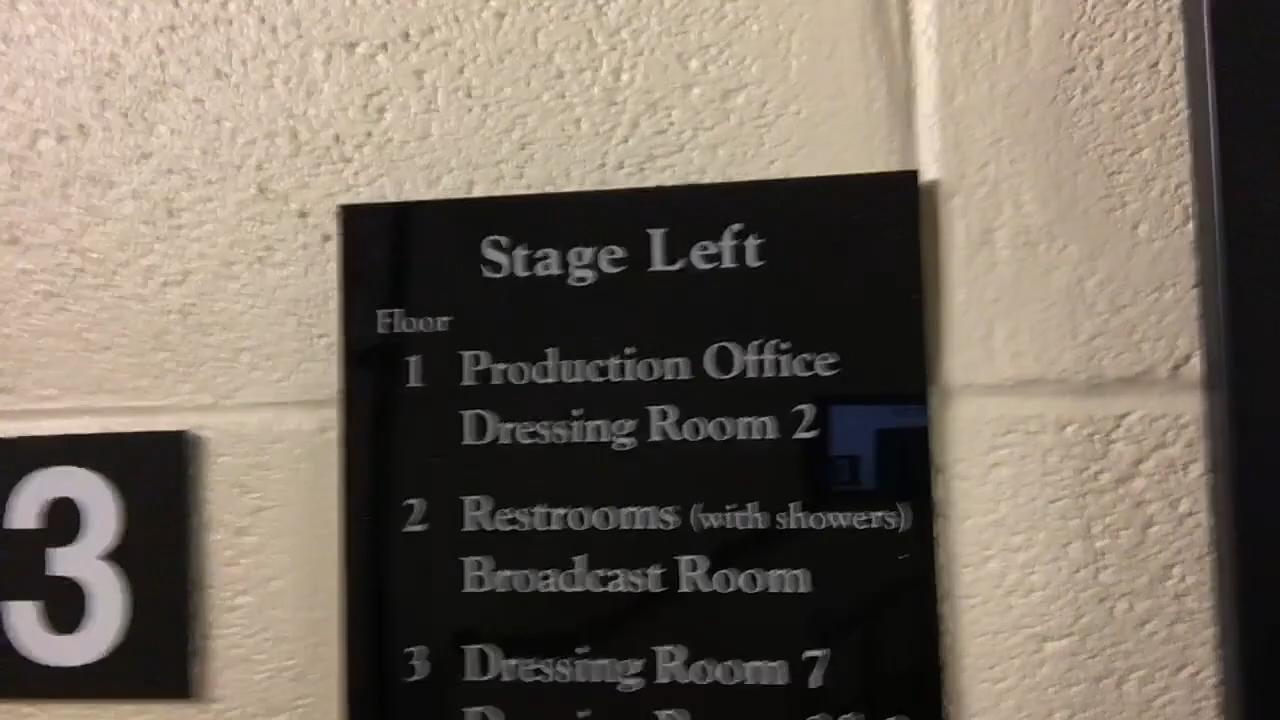 Stage Left
Floor
1 Production Office
Dressing Room 2
2 Restrooms (with showers)
Broadcast Room
3 Dressing Room 7
3